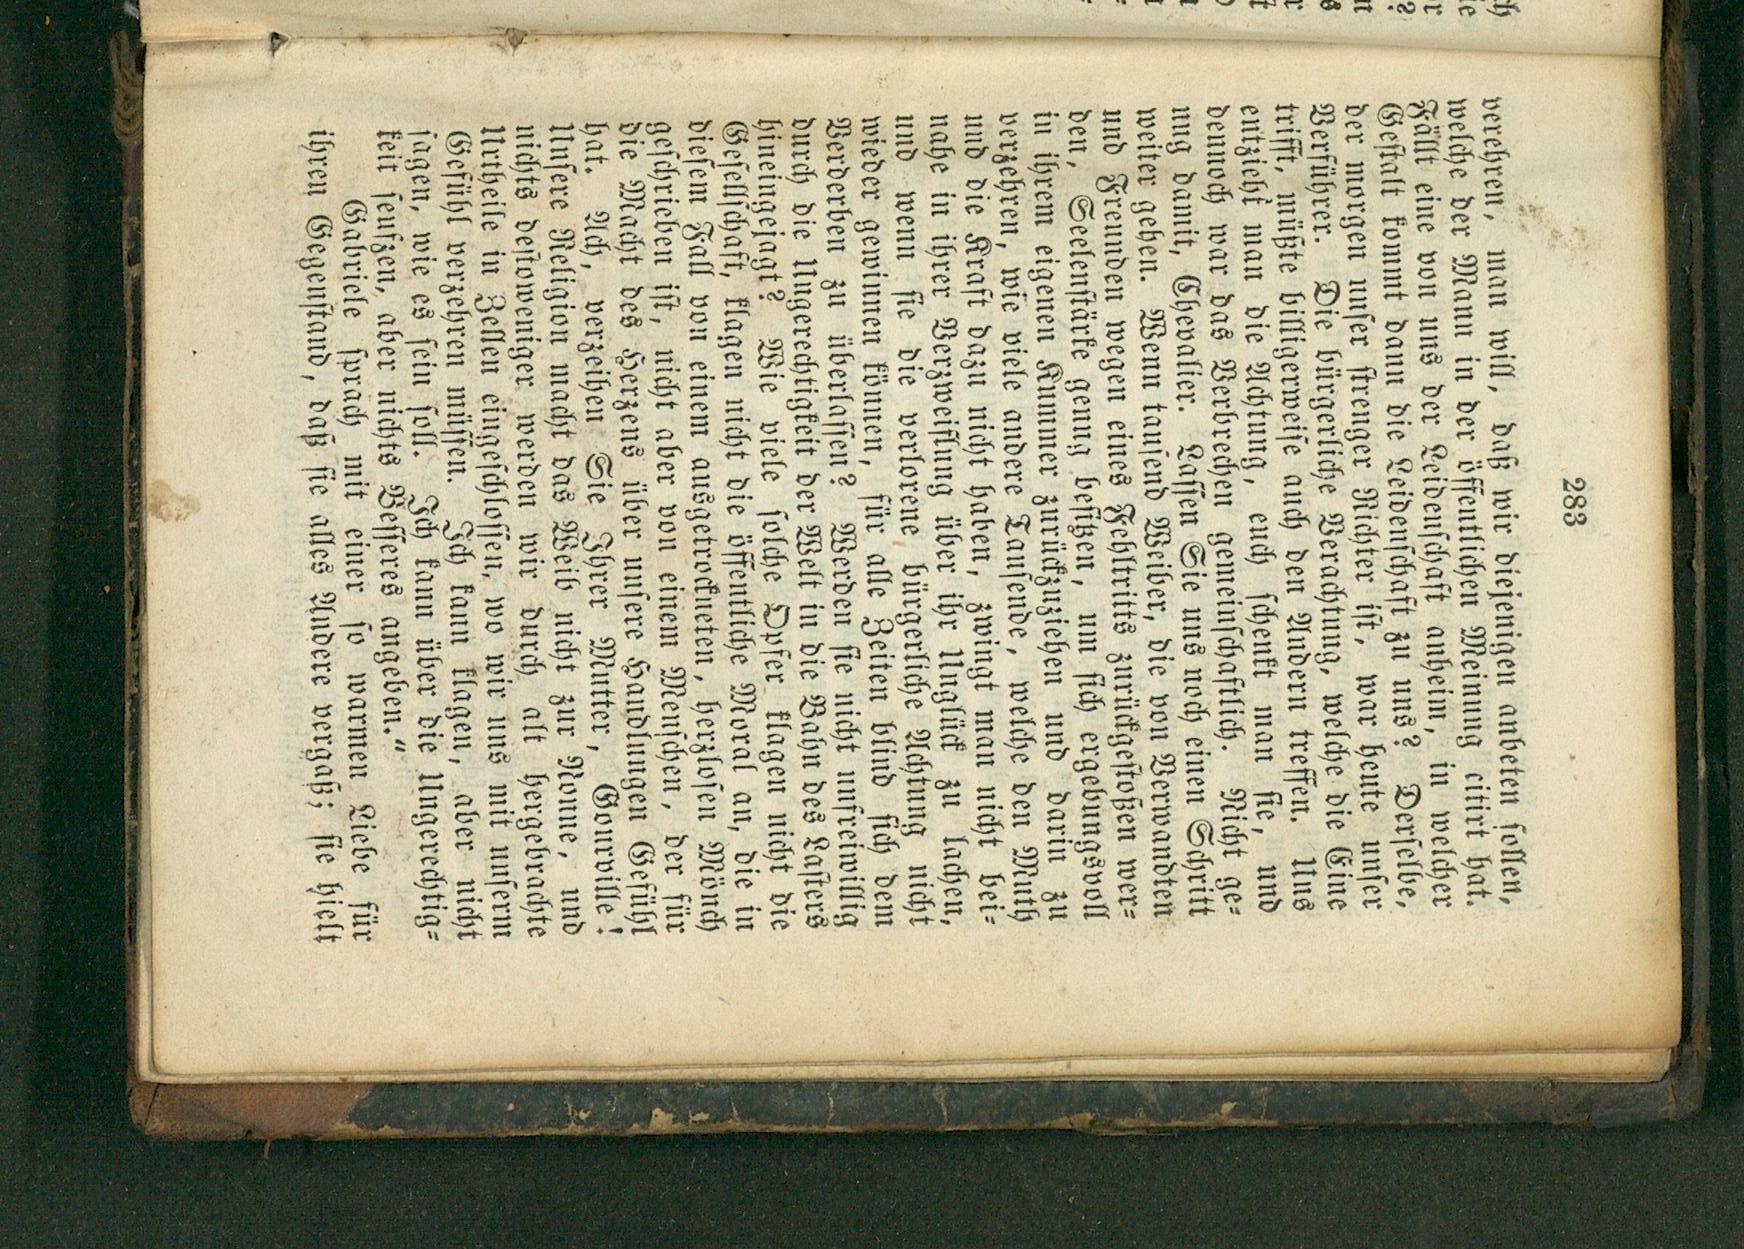 283
verehren, man will, daß wir diejenigen anbeten sollen,
welche der Mann in der öffentlichen Meinung citirt hat.
Fällt eine von uns der Leidenschaft anheim, in welcher
Gestalt kommt dann die Leidenschaft zu uns? Derselbe,
der morgen unser strenger Richter ist, war heute unser
Verführer. Die bürgerliche Verachtung, welche die Eine
trifft, müßte billigerweise auch den Andern treffen. Uns
entzieht man die Achtung, euch schenkt man sie, und
dennoch war das Verbrechen gemeinschaftlich. Nicht ge-
nug damit, Chevalier. Lassen Sie uns noch einen Schritt
weiter gehen. Wenn tausend Weiber, die von Verwandten
und Freunden wegen eines Fehltritts zurückgestoßen wer-
den, Seelenstärke genug besitzen, um sich ergebungsvoll
in ihrem eigenen Kummer zurückzuziehen und darin zu
verzehren, wie viele andere Tausende, welche den Muth
und die Kraft dazu nicht haben, zwingt man nicht bei-
nahe in ihrer Verzweiflung über ihr Unglück zu lachen,
und wenn sie die verlorene bürgerliche Achtung nicht
wieder gewinnen können, für alle Zeiten blind sich dem
Verderben zu überlassen? Werden sie nicht unfreiwillig
durch die Ungerechtigkeit der Welt in die Bahn des Lasters
hineingejagt? Wie viele solche Opfer klagen nicht die
Gesellschaft, klagen nicht die öffentliche Moral an, die in
diesem Fall von einem ausgetrockneten, herzlosen Mönch
geschrieben ist, nicht aber von einem Menschen, der für
die Macht des Herzens über unsere Handlungen Gefühl
hat. Ach, verzeihen Sie Ihrer Mutter, Gourville!
Unsere Religion macht das Weib nicht zur Nonne, und
nichts destoweniger werden wir durch alt hergebrachte
Urtheile in Zellen eingeschlossen, wo wir uns mit unserm
Gefühl verzehren müssen. Ich kann klagen, aber nicht
sagen, wie es sein soll. Ich kann über die Ungerechtig-
keit seufzen, aber nichts Besseres angeben.“
Gabriele sprach mit einer so warmen Liebe für
ihren Gegenstand, daß sie alles Andere vergaß; sie hielt